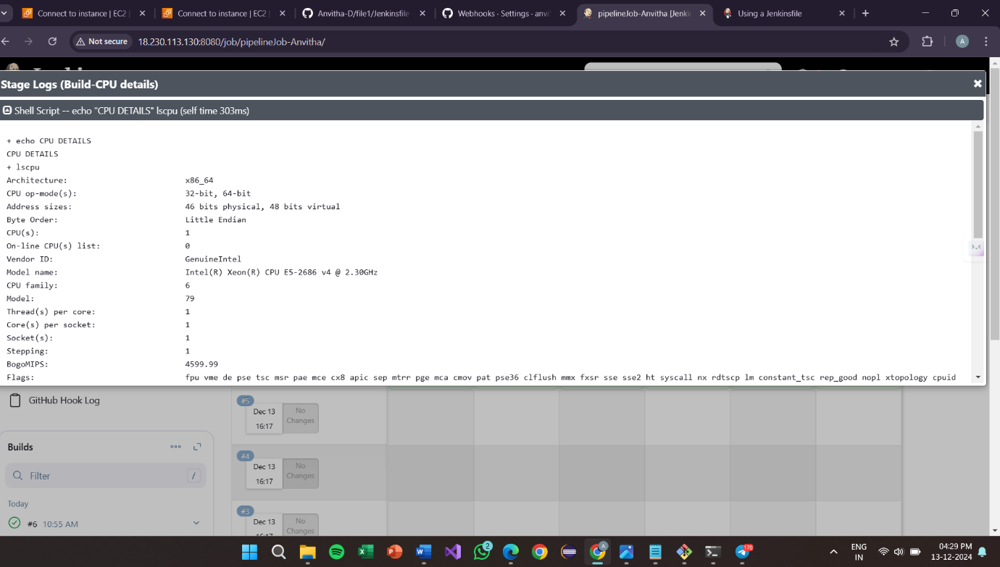 Connect to instance | EC2
Connect to instance | EC2
Anvitha-D/file1/Jenkinsfile
Webhooks · Settings · anvi
pipelineJob-Anvitha [Jenki
Using a Jenkinsfile
Not secure
18.230.113.130:8080/job/pipelineJob-Anvitha/
A
Stage Logs (Build-CPU details)
Shell Script -- echo "CPU DETAILS" lscpu (self time 303ms)
+ echo CPU DETAILS
CPU DETAILS
+ lscpu
Architecture: x86_64
CPU op-mode(s): 32-bit, 64-bit
Address sizes: 46 bits physical, 48 bits virtual
Byte Order: Little Endian
CPU(s): 1
On-line CPU(s) list: 0
Vendor ID: GenuineIntel
Model name: Intel(R) Xeon(R) CPU E5-2686 v4 @ 2.30GHz
CPU family: 6
Model: 79
Thread(s) per core: 1
Core(s) per socket: 1
Socket(s): 1
Stepping: 1
BogoMIPS: 4599.99
Flags: fpu vme de pse tsc msr pae mce cx8 apic sep mtrr pge mca cmov pat pse36 clflush mmx fxsr sse sse2 ht syscall nx rdtscp lm constant_tsc rep_good nopl xtopology cpuid
GitHub Hook Log
Builds
Filter
/
Today
#6 10:55 AM
#5
Dec 13
16:17
No
Changes
#4
Dec 13
16:17
No
Changes
#3
Dec 13
16:17
No
Changes
2
A
170
ENG
IN
04:29 PM
13-12-2024